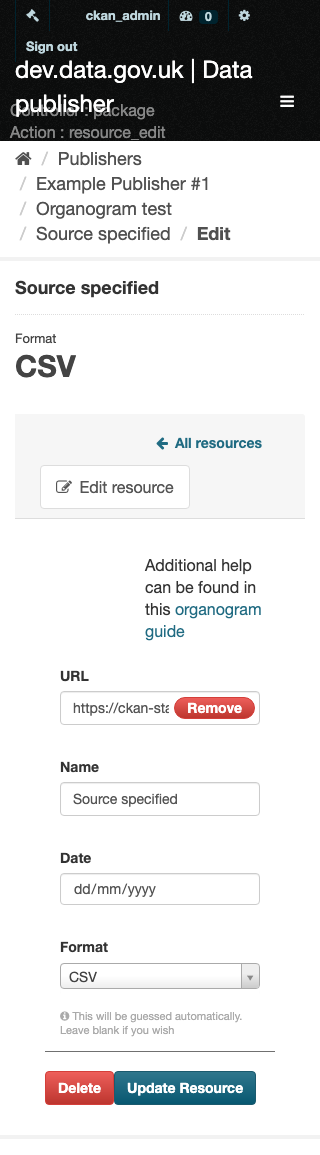 ckan_admin 0
Sign out
dev.data.gov.uk | Data
publisher
Controller : package
Action : resource_edit
/ Publishers
/ Example Publisher #1
/ Organogram test
/ Source specified / Edit
Source specified
Format
CSV
All resources
Edit resource
Additional help
can be found in
this organogram
guide
URL
https://ckan-sta Remove
Name
Source specified
Date
dd/mm/yyyy
Format
CSV
This will be guessed automatically.
Leave blank if you wish
Delete Update Resource